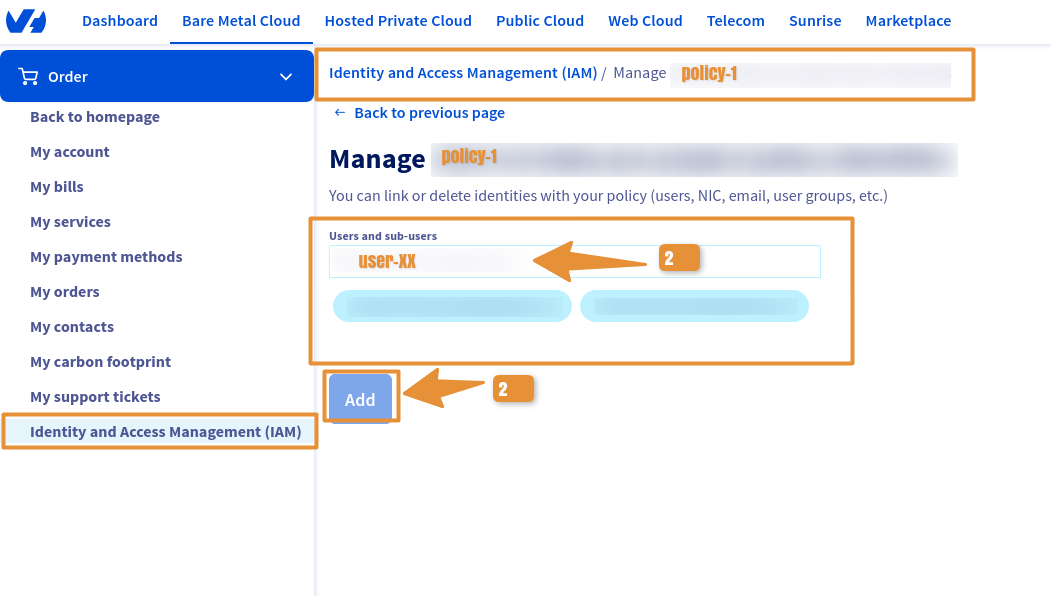 Dashboard Bare Metal Cloud Hosted Private Cloud Public Cloud Web Cloud Telecom Sunrise Marketplace
Order
Back to homepage
My account
My bills
My services
My payment methods
My orders
My contacts
My carbon footprint
My support tickets
Identity and Access Management (IAM)
Identity and Access Management (IAM) / Manage policy-1
← Back to previous page
Manage policy-1
You can link or delete identities with your policy (users, NIC, email, user groups, etc.)
Users and sub-users
user-XX
2
Add
2